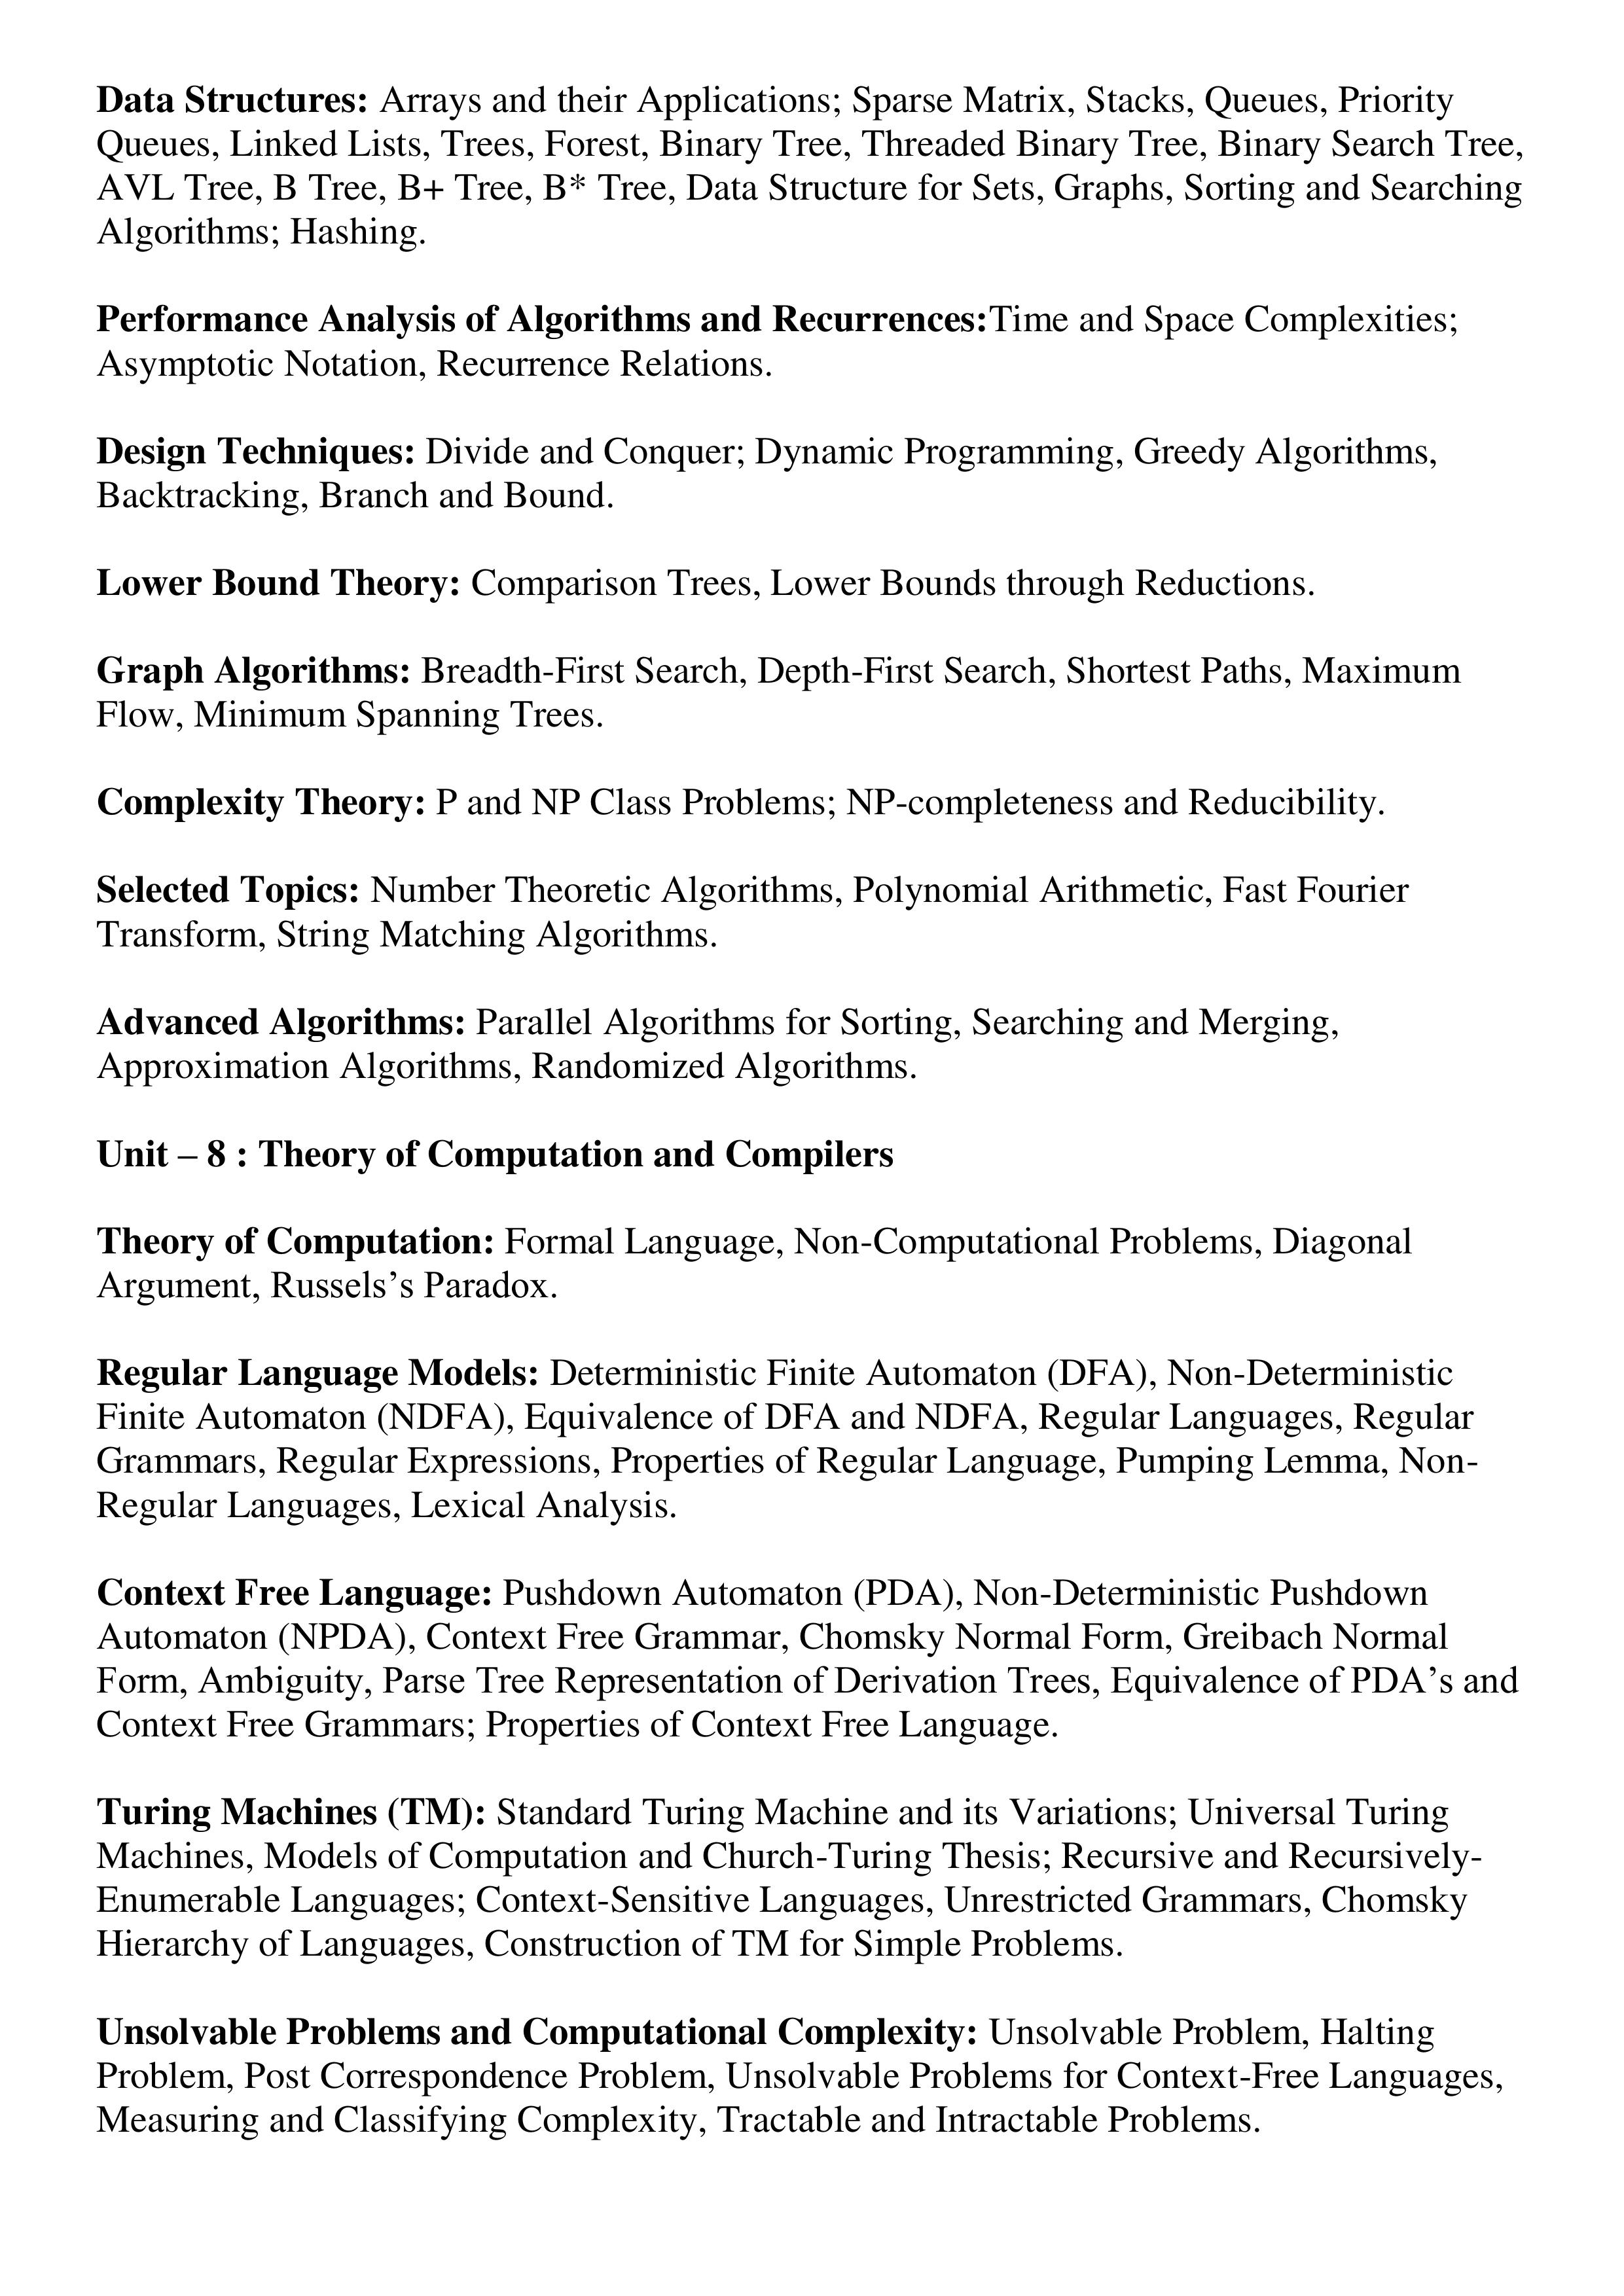 Data Structures: Arrays and their Applications; Sparse Matrix, Stacks, Queues, Priority
Queues, Linked Lists, Trees, Forest, Binary Tree, Threaded Binary Tree, Binary Search Tree,
AVL Tree, B Tree, B+ Tree, B* Tree, Data Structure for Sets, Graphs, Sorting and Searching
Algorithms; Hashing.
Performance Analysis of Algorithms and Recurrences:Time and Space Complexities;
Asymptotic Notation, Recurrence Relations.
Design Techniques: Divide and Conquer; Dynamic Programming, Greedy Algorithms,
Backtracking, Branch and Bound.
Lower Bound Theory: Comparison Trees, Lower Bounds through Reductions.
Graph Algorithms: Breadth-First Search, Depth-First Search, Shortest Paths, Maximum
Flow, Minimum Spanning Trees.
Complexity Theory: P and NP Class Problems; NP-completeness and Reducibility.
Selected Topics: Number Theoretic Algorithms, Polynomial Arithmetic, Fast Fourier
Transform, String Matching Algorithms.
Advanced Algorithms: Parallel Algorithms for Sorting, Searching and Merging,
Approximation Algorithms, Randomized Algorithms.
Unit – 8 : Theory of Computation and Compilers
Theory of Computation: Formal Language, Non-Computational Problems, Diagonal
Argument, Russels’s Paradox.
Regular Language Models: Deterministic Finite Automaton (DFA), Non-Deterministic
Finite Automaton (NDFA), Equivalence of DFA and NDFA, Regular Languages, Regular
Grammars, Regular Expressions, Properties of Regular Language, Pumping Lemma, Non-
Regular Languages, Lexical Analysis.
Context Free Language: Pushdown Automaton (PDA), Non-Deterministic Pushdown
Automaton (NPDA), Context Free Grammar, Chomsky Normal Form, Greibach Normal
Form, Ambiguity, Parse Tree Representation of Derivation Trees, Equivalence of PDA’s and
Context Free Grammars; Properties of Context Free Language.
Turing Machines (TM): Standard Turing Machine and its Variations; Universal Turing
Machines, Models of Computation and Church-Turing Thesis; Recursive and Recursively-
Enumerable Languages; Context-Sensitive Languages, Unrestricted Grammars, Chomsky
Hierarchy of Languages, Construction of TM for Simple Problems.
Unsolvable Problems and Computational Complexity: Unsolvable Problem, Halting
Problem, Post Correspondence Problem, Unsolvable Problems for Context-Free Languages,
Measuring and Classifying Complexity, Tractable and Intractable Problems.